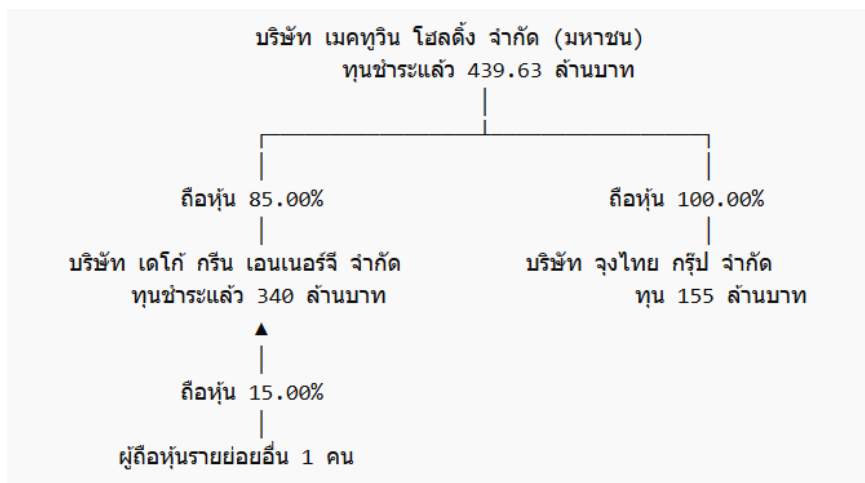 บริษัท เมคทูวิน โฮลดิ้ง จำกัด (มหาชน)
ทุนชำระแล้ว 439.63 ล้านบาท
ถือหุ้น 85.00% ถือหุ้น 100.00%
บริษัท เดโก้ กรีน เอนเนอร์จี จำกัด บริษัท จุงไทย กรุ๊ป จำกัด
ทุนชำระแล้ว 340 ล้านบาท ทุน 155 ล้านบาท
ถือหุ้น 15.00%
ผู้ถือหุ้นรายย่อยอื่น 1 คน